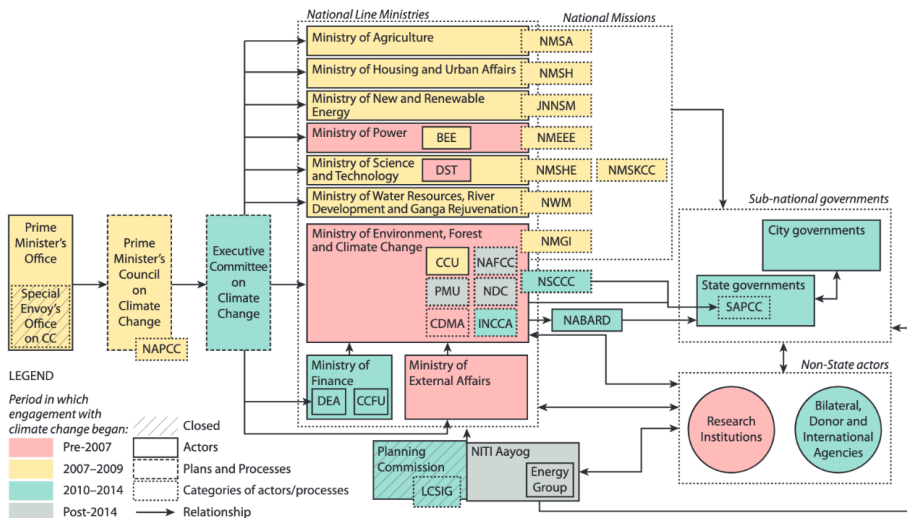 National Line Ministries
National Missions
Ministry of Agriculture
NMSA
Ministry of Housing and Urban Affairs
NMSH
Ministry of New and Renewable
Energy
JNNSM
Ministry of Power
BEE
NMEEE
Ministry of Science
and Technology
DST
NMSHE
NMSKCC
Ministry of Water Resources, River
Development and Ganga Rejuvenation
NWM
Ministry of Environment, Forest
and Climate Change
NMGI
CCU
NAFCC
PMU
NDC
CDMA
INCCA
NSCCC
NABARD
Prime
Minister's
Office
Special
Envoy's
Office
on CC
Prime
Minister's
Council
on
Climate
Change
NAPCC
Executive
Committee
on
Climate
Change
Ministry of
Finance
DEA
CCFU
Ministry of
External Affairs
Planning
Commission
LCSIG
NITI Aayog
Energy
Group
Sub-national governments
City governments
State governments
SAPCC
Non-State actors
Research
Institutions
Bilateral,
Donor and
International
Agencies
LEGEND
Period in which
engagement with
climate change began:
Pre-2007
2007–2009
2010–2014
Post-2014
Closed
Actors
Plans and Processes
Categories of actors/processes
Relationship